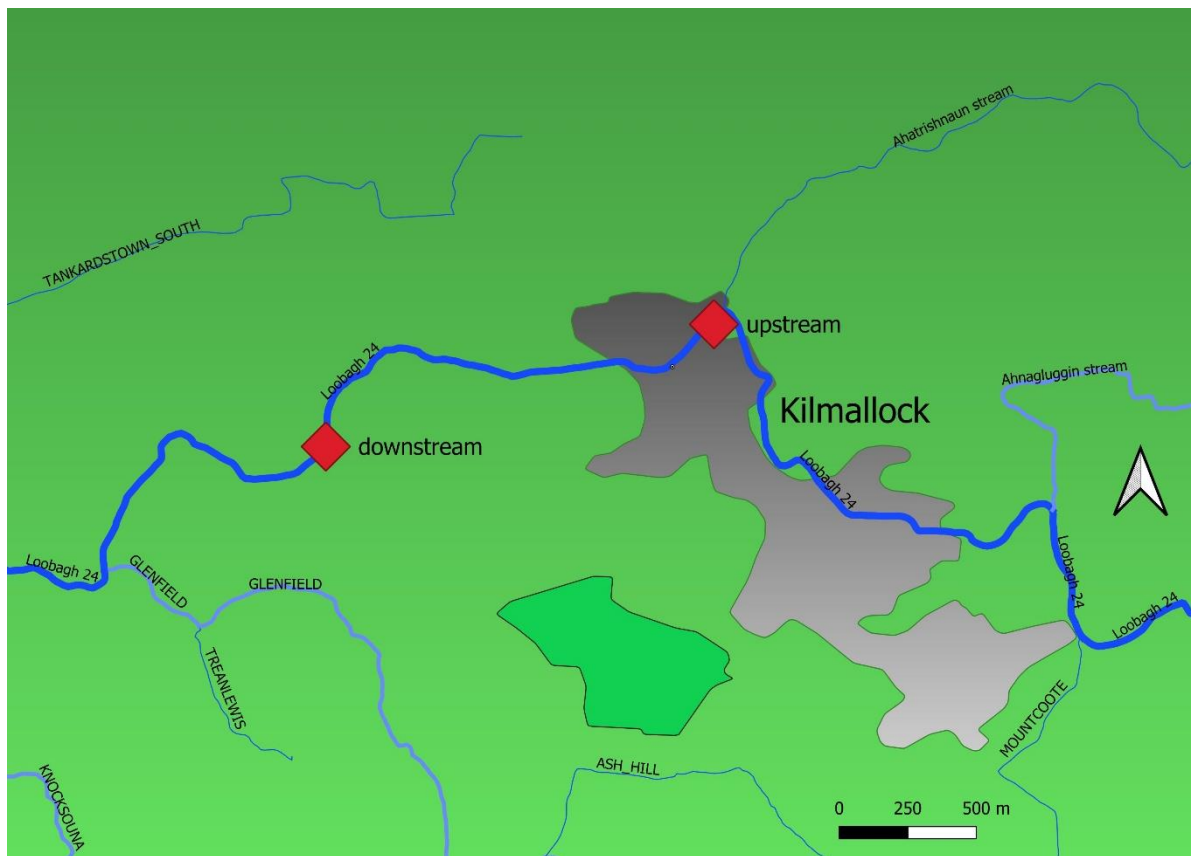 Ahatrishnaun stream
TANKARDSTOWN_SOUTH
upstream
Loobagh 24
Ahnagluggin stream
Kilmallock
downstream
Loobagh 24
Loobagh 24
GLENFIELD
GLENFIELD
Loobagh 24
Loobagh 24
TREANLEWIS
MOUNTCOOTE
ASH_HILL
KNOCKSOUNA
0 250 500 m